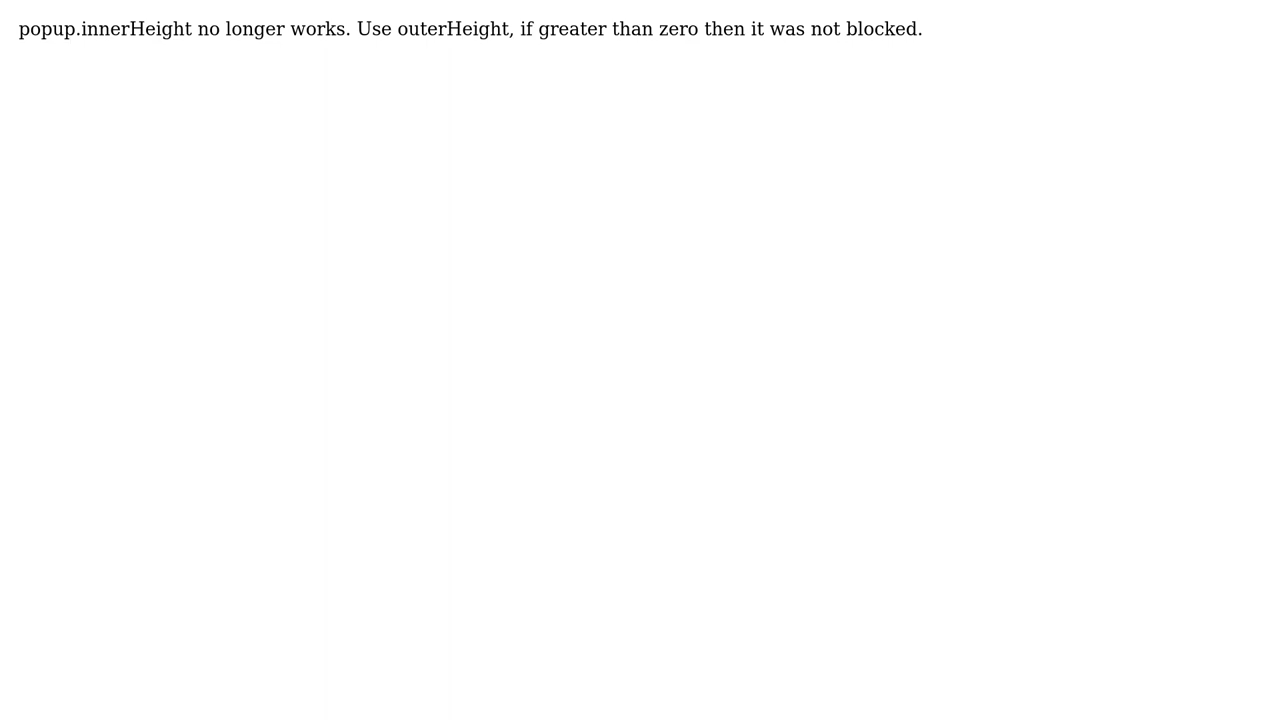 popup.innerHeight no longer works. Use outerHeight, if greater than zero then it was not blocked.